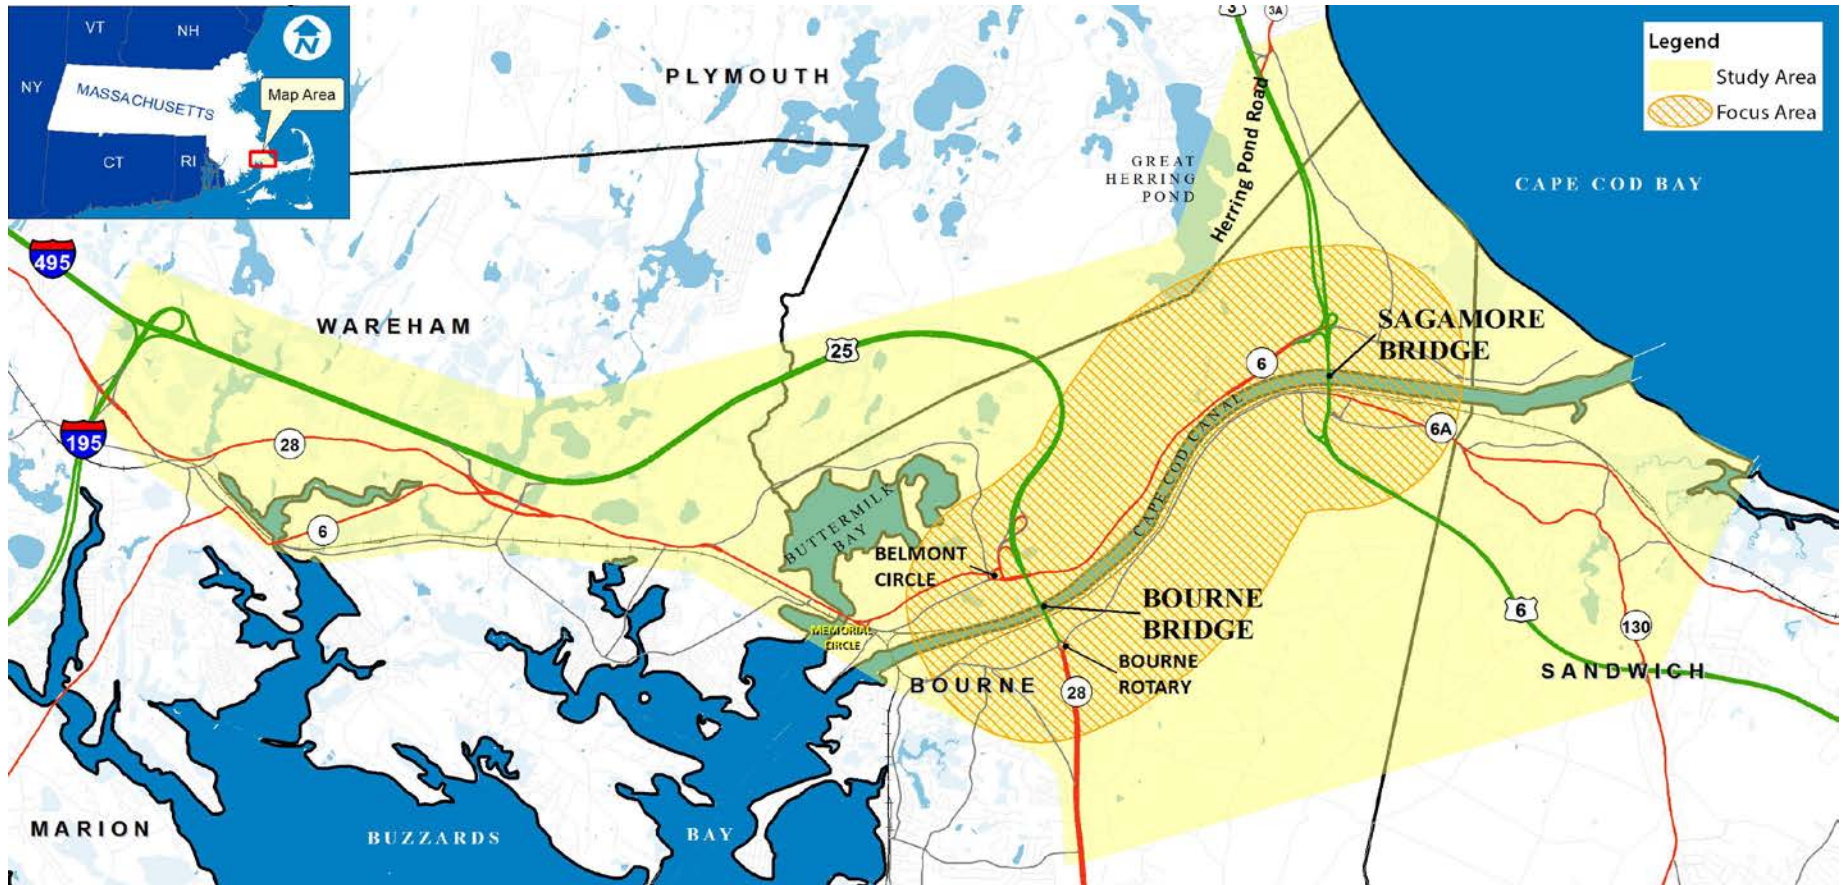 VT
NH
N
NY
MASSACHUSETTS
Map Area
CT
RI
PLYMOUTH
3
3A
Legend
Study Area
Focus Area
Herring Pond Road
GREAT
HERRING
POND
CAPE COD BAY
495
WAREHAM
25
SAGAMORE
BRIDGE
6
195
28
6A
CAPE COD CANAL
BUTTERMILK
BAY
6
BELMONT
CIRCLE
BOURNE
BRIDGE
6
130
MEMORIAL
CIRCLE
BOURNE
ROTARY
BOURNE
28
SANDWICH
MARION
BUZZARDS
BAY